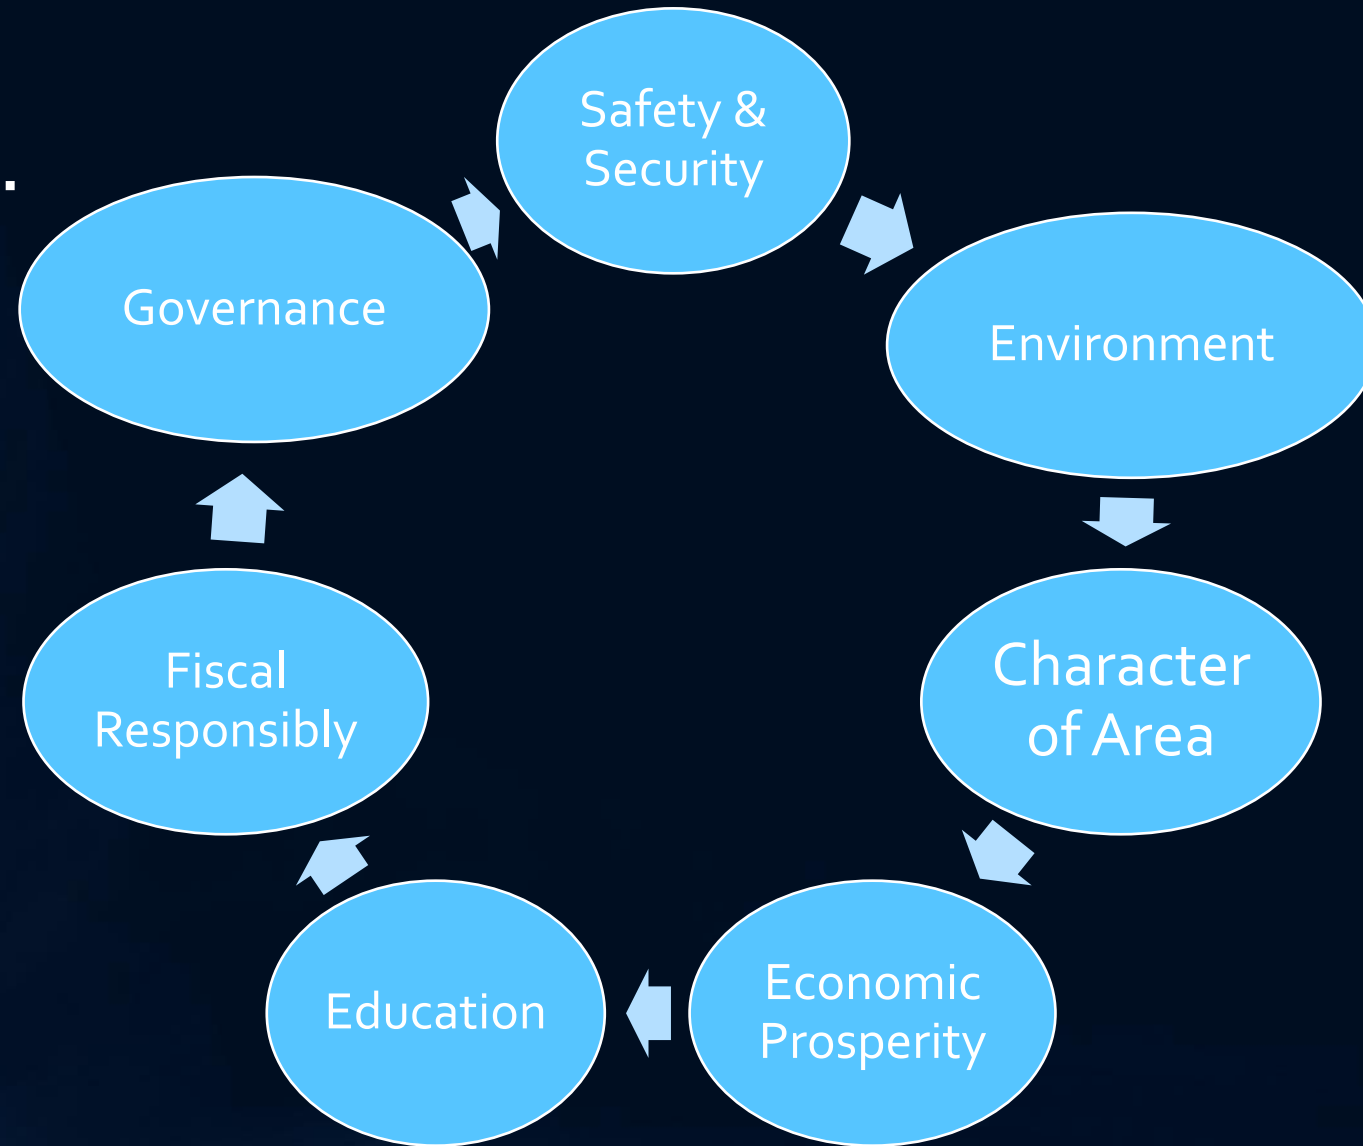 Safety &
Security
.
Governance
Environment
Character
of Area
Fiscal
Responsibly
Economic
Prosperity
Education